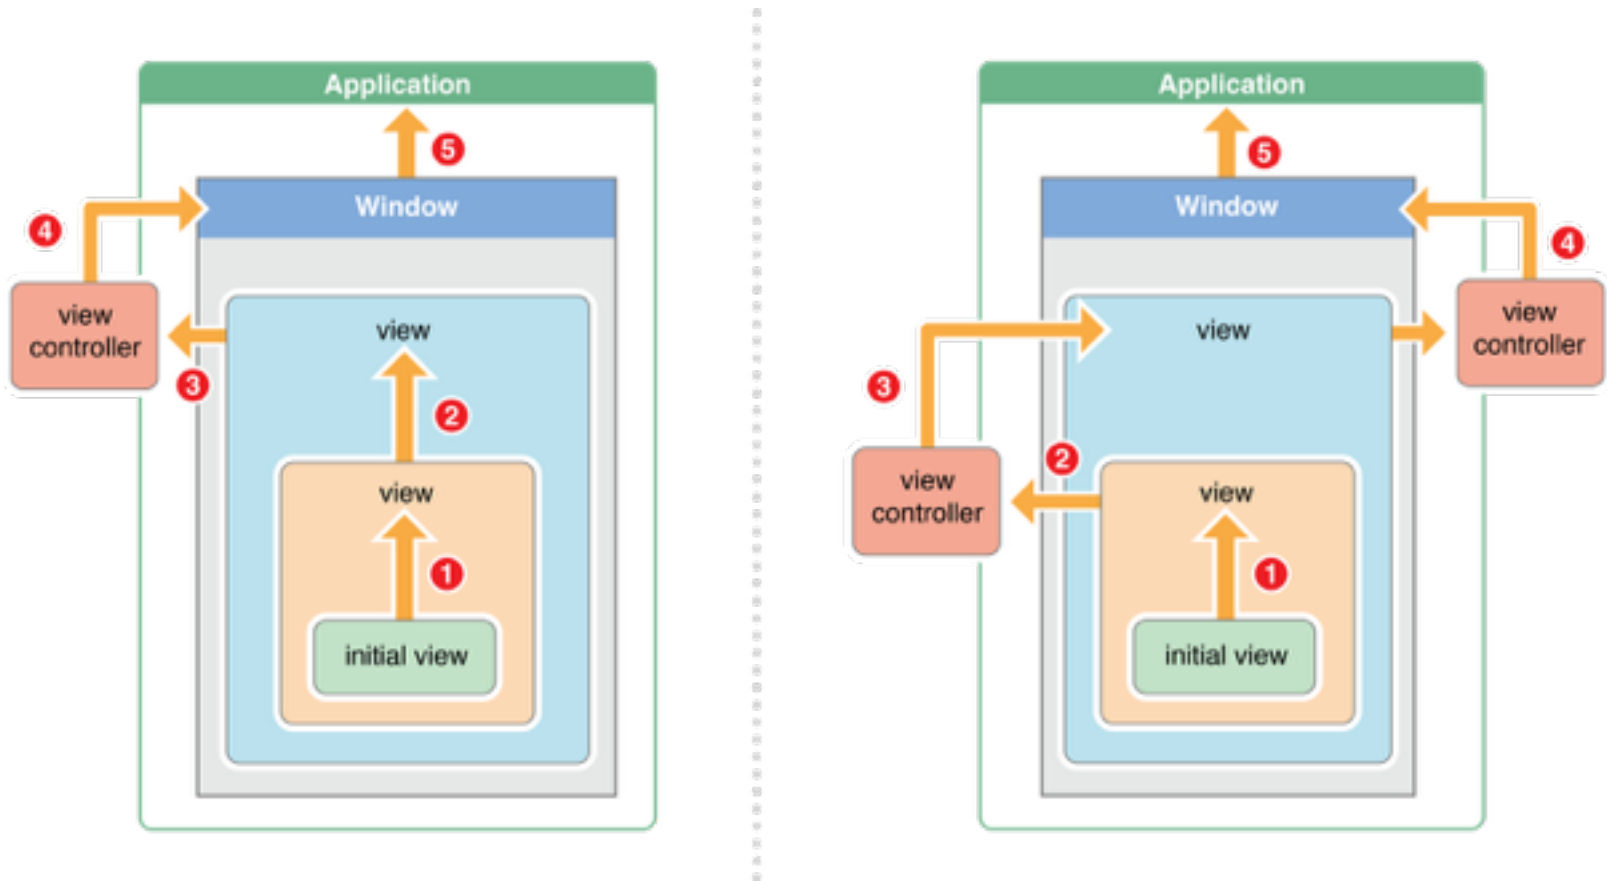 Application
5
Window
4
view
controller
view
3
2
view
1
initial view
Application
5
Window
4
view
controller
view
3
2
view
controller
view
1
initial view